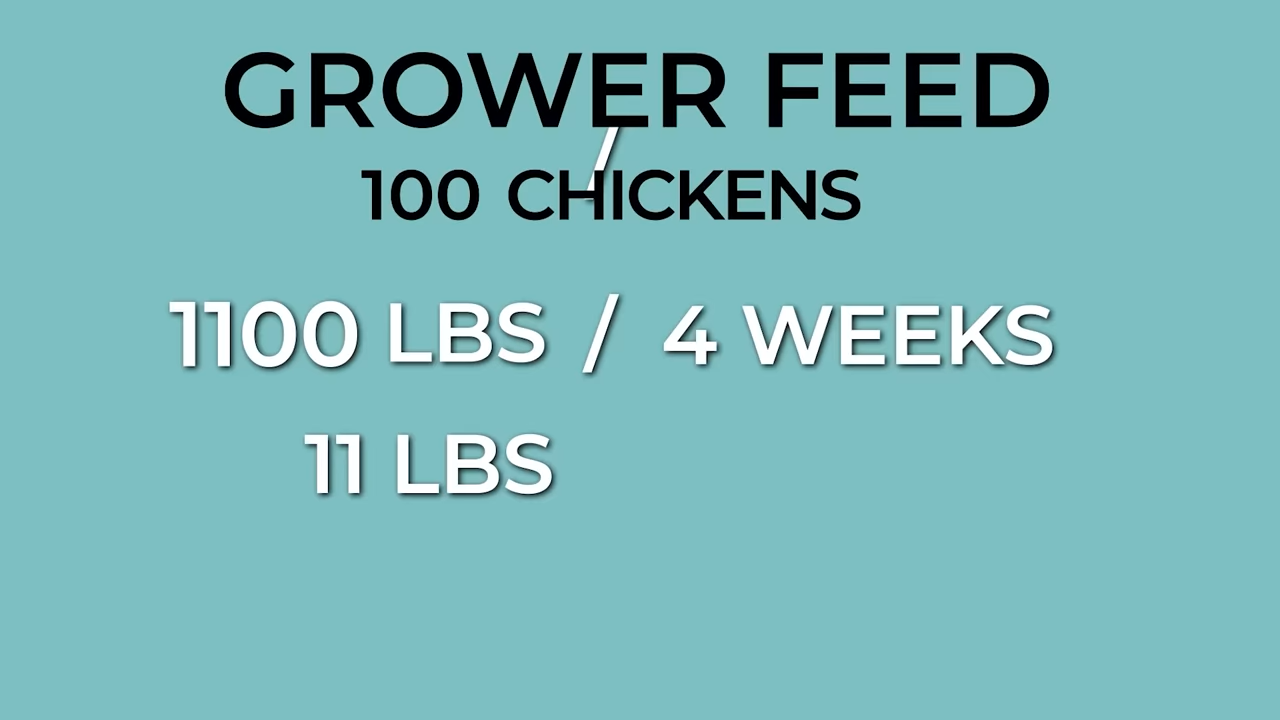 GROWER FEED
/
100 CHICKENS
1100 LBS / 4 WEEKS
11 LBS